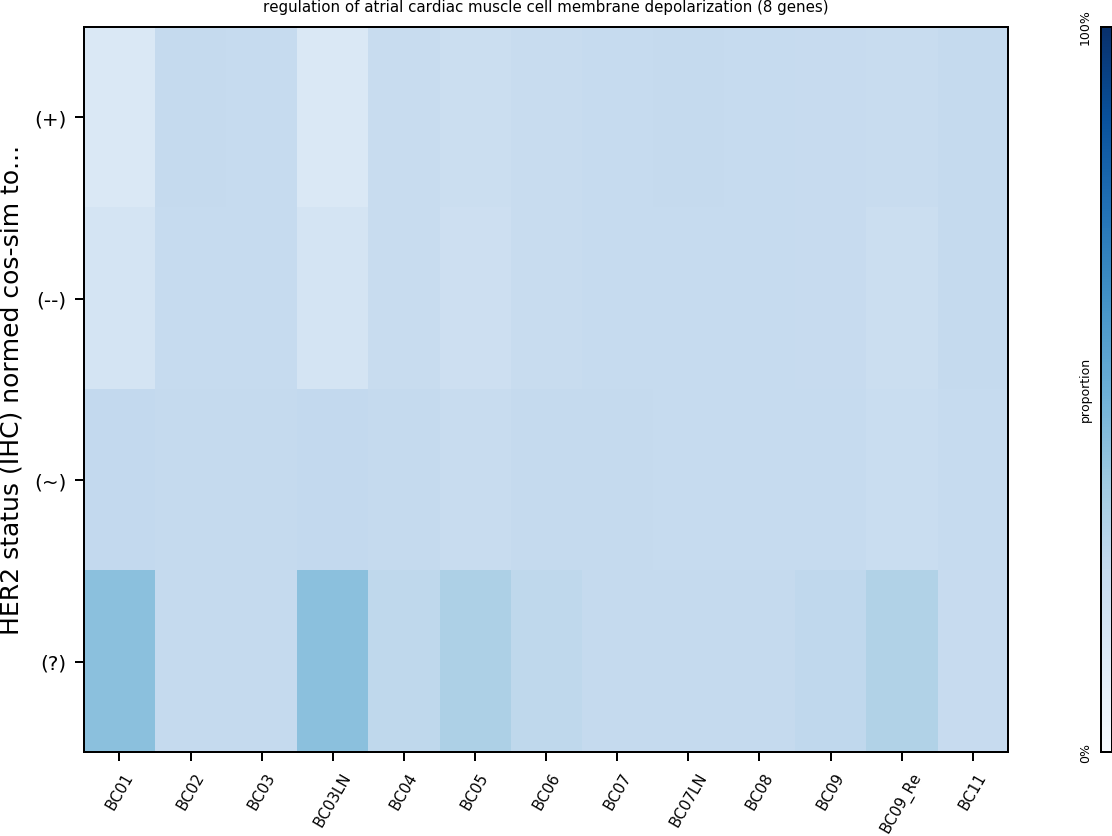 regulation of atrial cardiac muscle cell membrane depolarization (8 genes)
HER2 status (IHC) normed cos-sim to...
(+)
(--)
(~)
(?)
BC01
BC02
BC03
BC03LN
BC04
BC05
BC06
BC07
BC07LN
BC08
BC09
BC09_Re
BC11
100%
proportion
0%